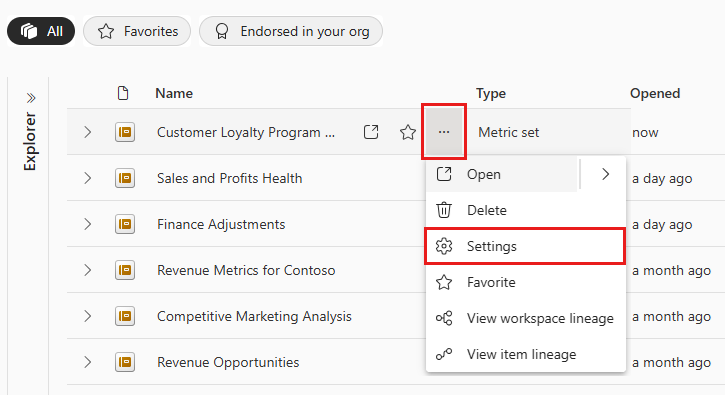 All Favorites Endorsed in your org
Explorer
Name Type Opened
Customer Loyalty Program ... Metric set now
Open
Sales and Profits Health a day ago
Delete
Finance Adjustments a day ago
Settings
Revenue Metrics for Contoso a month ago
Favorite
Competitive Marketing Analysis a month ago
View workspace lineage
Revenue Opportunities a month ago
View item lineage